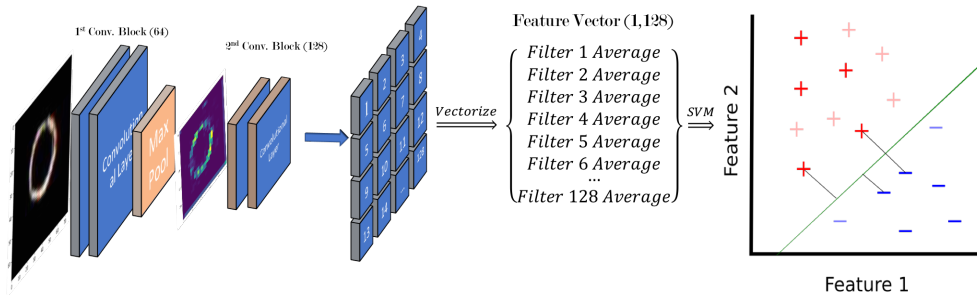 1st Conv. Block (64)
Convolution
al Layer
Max
Pool
2nd Conv. Block (128)
Convolutional
Layer
1
2
3
4
5
6
7
8
9
10
11
12
13
14
...
128
Vectorize
Feature Vector (1,128)
Filter 1 Average
Filter 2 Average
Filter 3 Average
Filter 4 Average
Filter 5 Average
Filter 6 Average
...
Filter 128 Average
SVM
Feature 2
Feature 1